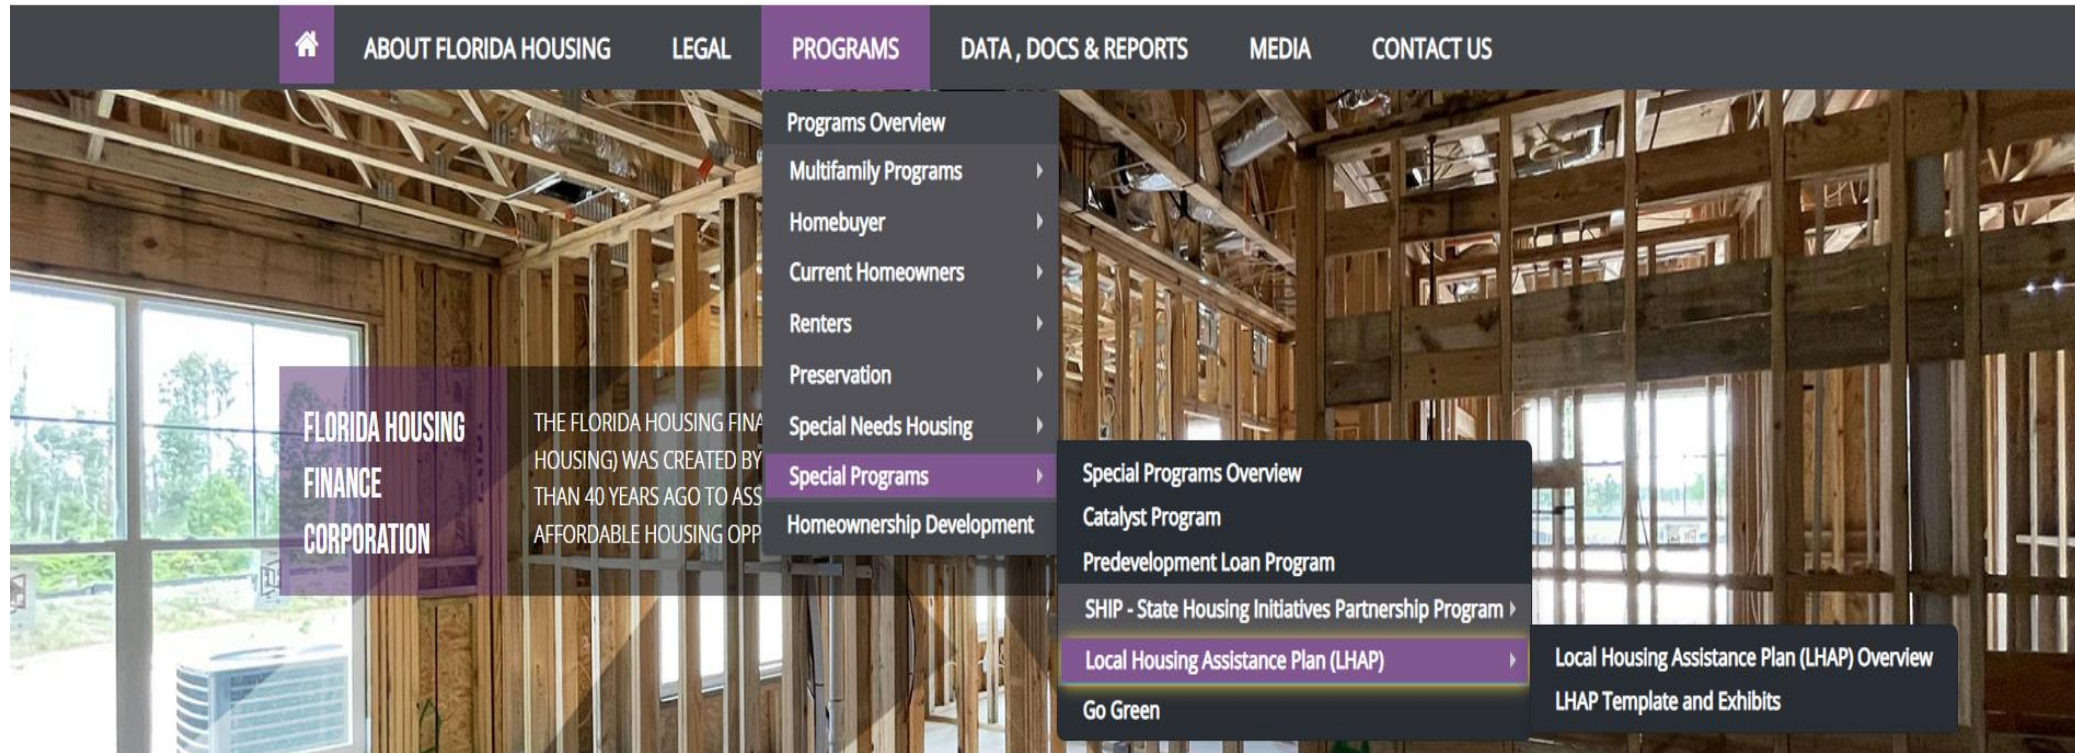 ABOUT FLORIDA HOUSING LEGAL PROGRAMS DATA , DOCS & REPORTS MEDIA CONTACT US
Programs Overview
Multifamily Programs
Homebuyer
Current Homeowners
Renters
Preservation
Special Needs Housing
Special Programs
Homeownership Development
Special Programs Overview
Catalyst Program
Predevelopment Loan Program
SHIP - State Housing Initiatives Partnership Program
Local Housing Assistance Plan (LHAP)
Go Green
Local Housing Assistance Plan (LHAP) Overview
LHAP Template and Exhibits
FLORIDA HOUSING
FINANCE
CORPORATION
THE FLORIDA HOUSING FINA
HOUSING) WAS CREATED BY
THAN 40 YEARS AGO TO ASS
AFFORDABLE HOUSING OPP